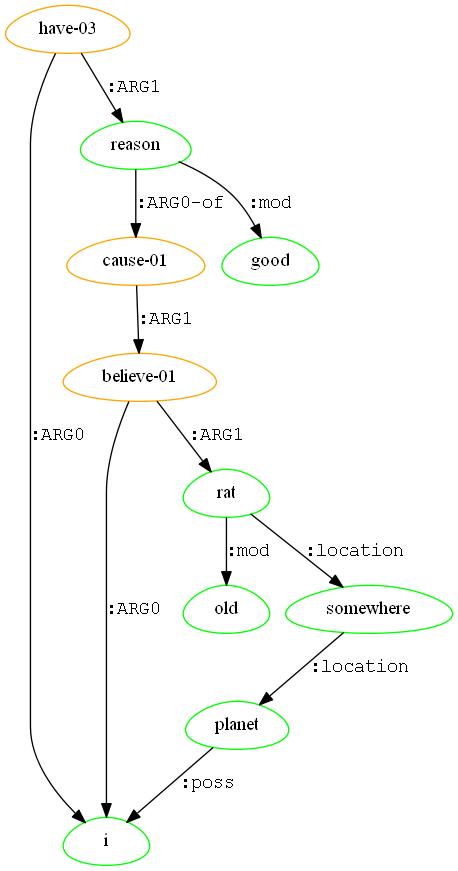 have-03
:ARG1
reason
:ARG0-of :mod
cause-01 good
:ARG1
believe-01
:ARG0 :ARG1
rat
:mod :location
old somewhere
:ARG0
:location
planet
:poss
i